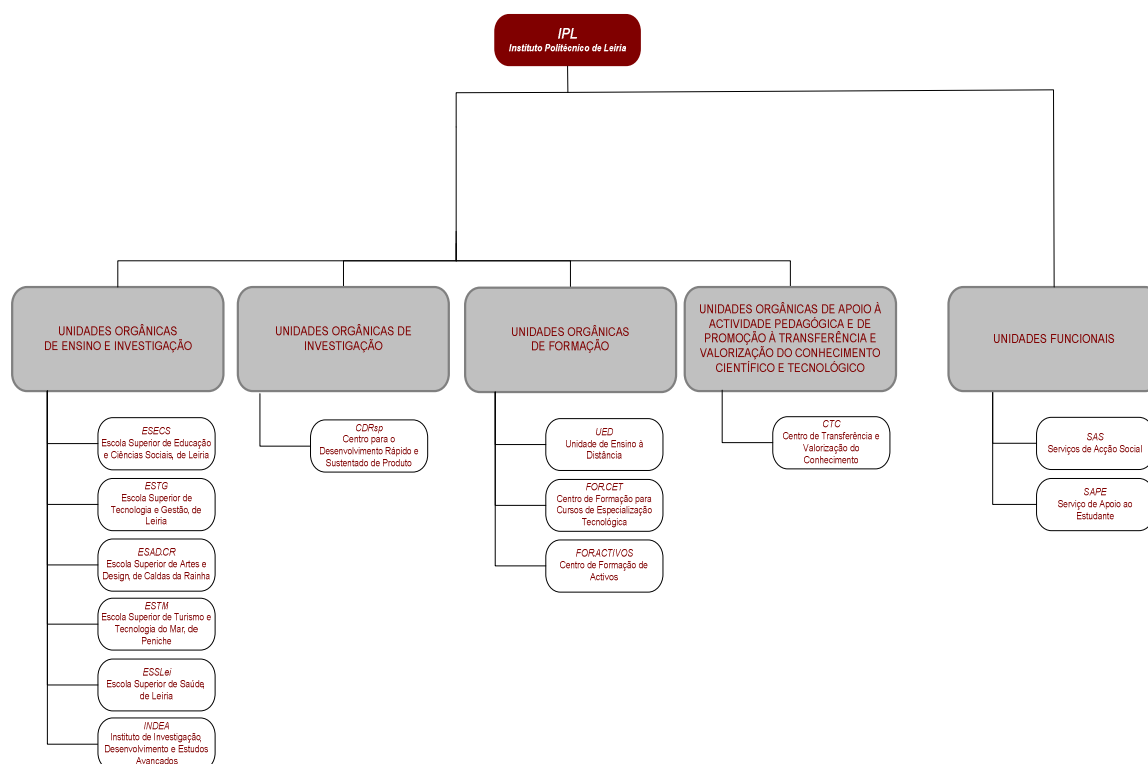 IPL
Instituto Politécnico de Leiria
UNIDADES ORGÂNICAS
DE ENSINO E INVESTIGAÇÃO
ESECS
Escola Superior de Educação
e Ciências Sociais, de Leiria
ESTG
Escola Superior de
Tecnologia e Gestão, de
Leiria
ESAD.CR
Escola Superior de Artes e
Design, de Caldas da Rainha
ESTM
Escola Superior de Turismo e
Tecnologia do Mar, de
Peniche
ESSLei
Escola Superior de Saúde,
de Leiria
INDEA
Instituto de Investigação,
Desenvolvimento e Estudos
Avançados
UNIDADES ORGÂNICAS DE
INVESTIGAÇÃO
CDRsp
Centro para o
Desenvolvimento Rápido e
Sustentado de Produto
UNIDADES ORGÂNICAS
DE FORMAÇÃO
UED
Unidade de Ensino à
Distância
FOR.CET
Centro de Formação para
Cursos de Especialização
Tecnológica
FOR.ACTIVOS
Centro de Formação de
Activos
UNIDADES ORGÂNICAS DE APOIO À
ACTIVIDADE PEDAGÓGICA E DE
PROMOÇÃO À TRANSFERÊNCIA E
VALORIZAÇÃO DO CONHECIMENTO
CIENTÍFICO E TECNOLÓGICO
CTC
Centro de Transferência e
Valorização do
Conhecimento
UNIDADES FUNCIONAIS
SAS
Serviços de Acção Social
SAPE
Serviço de Apoio ao
Estudante